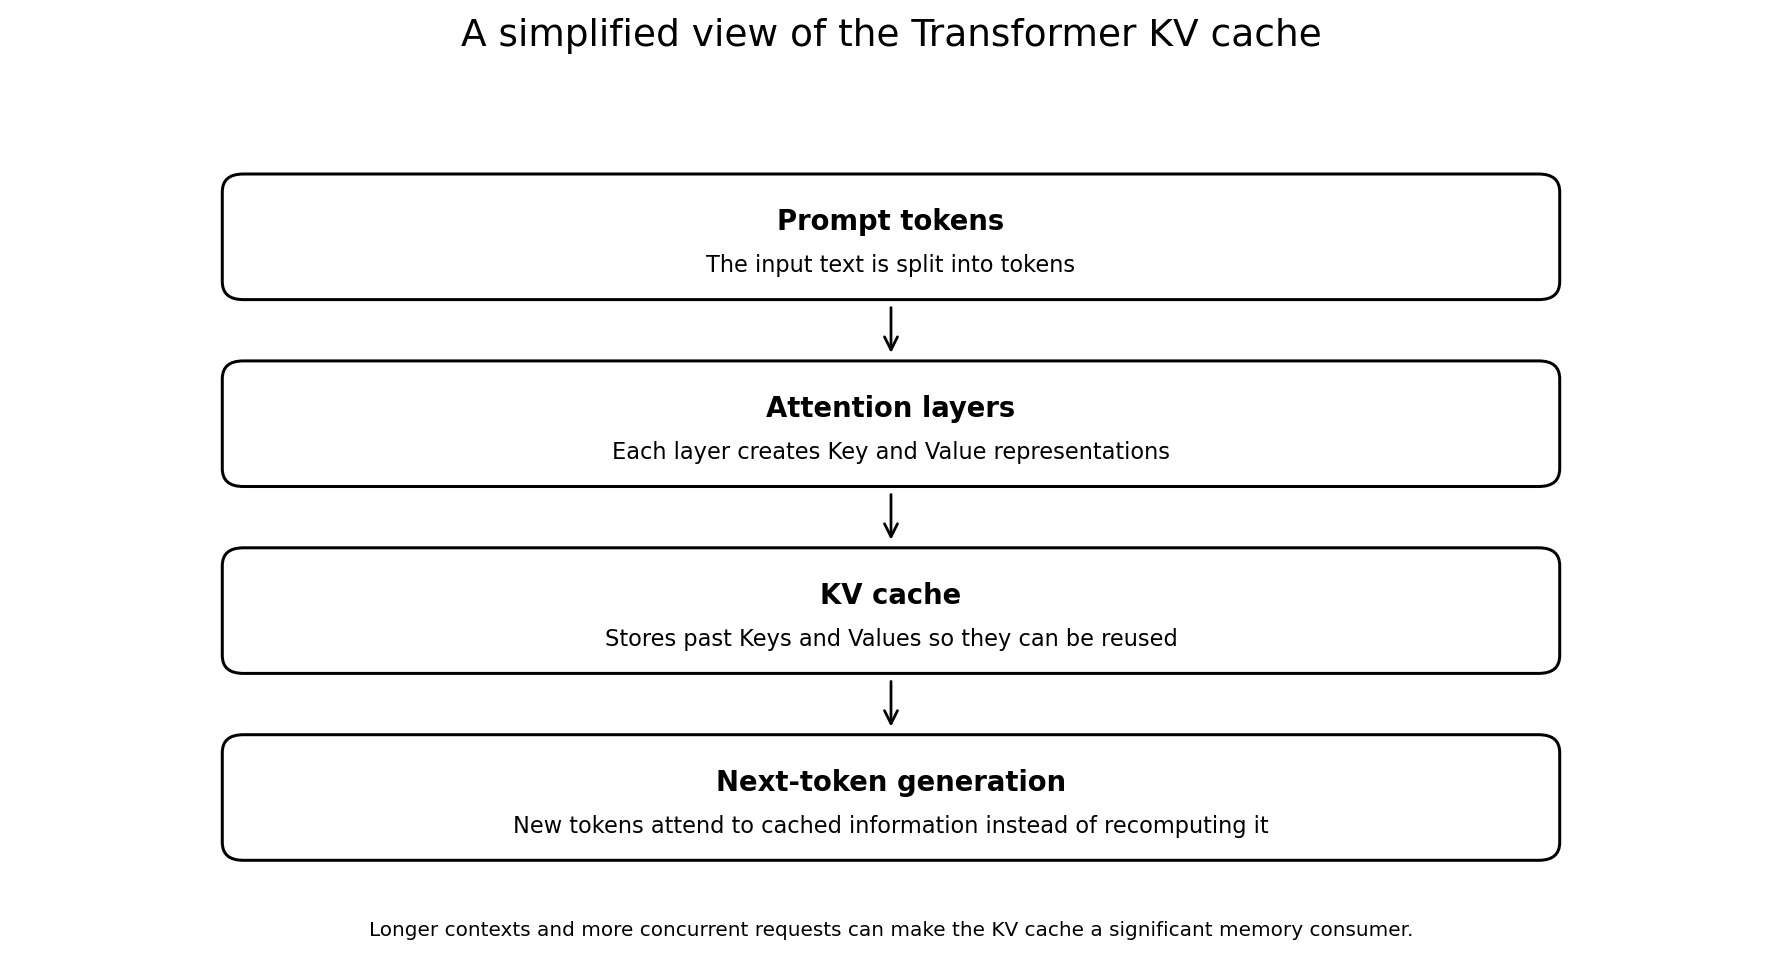 A simplified view of the Transformer KV cache
Prompt tokens
The input text is split into tokens
Attention layers
Each layer creates Key and Value representations
KV cache
Stores past Keys and Values so they can be reused
Next-token generation
New tokens attend to cached information instead of recomputing it
Longer contexts and more concurrent requests can make the KV cache a significant memory consumer.